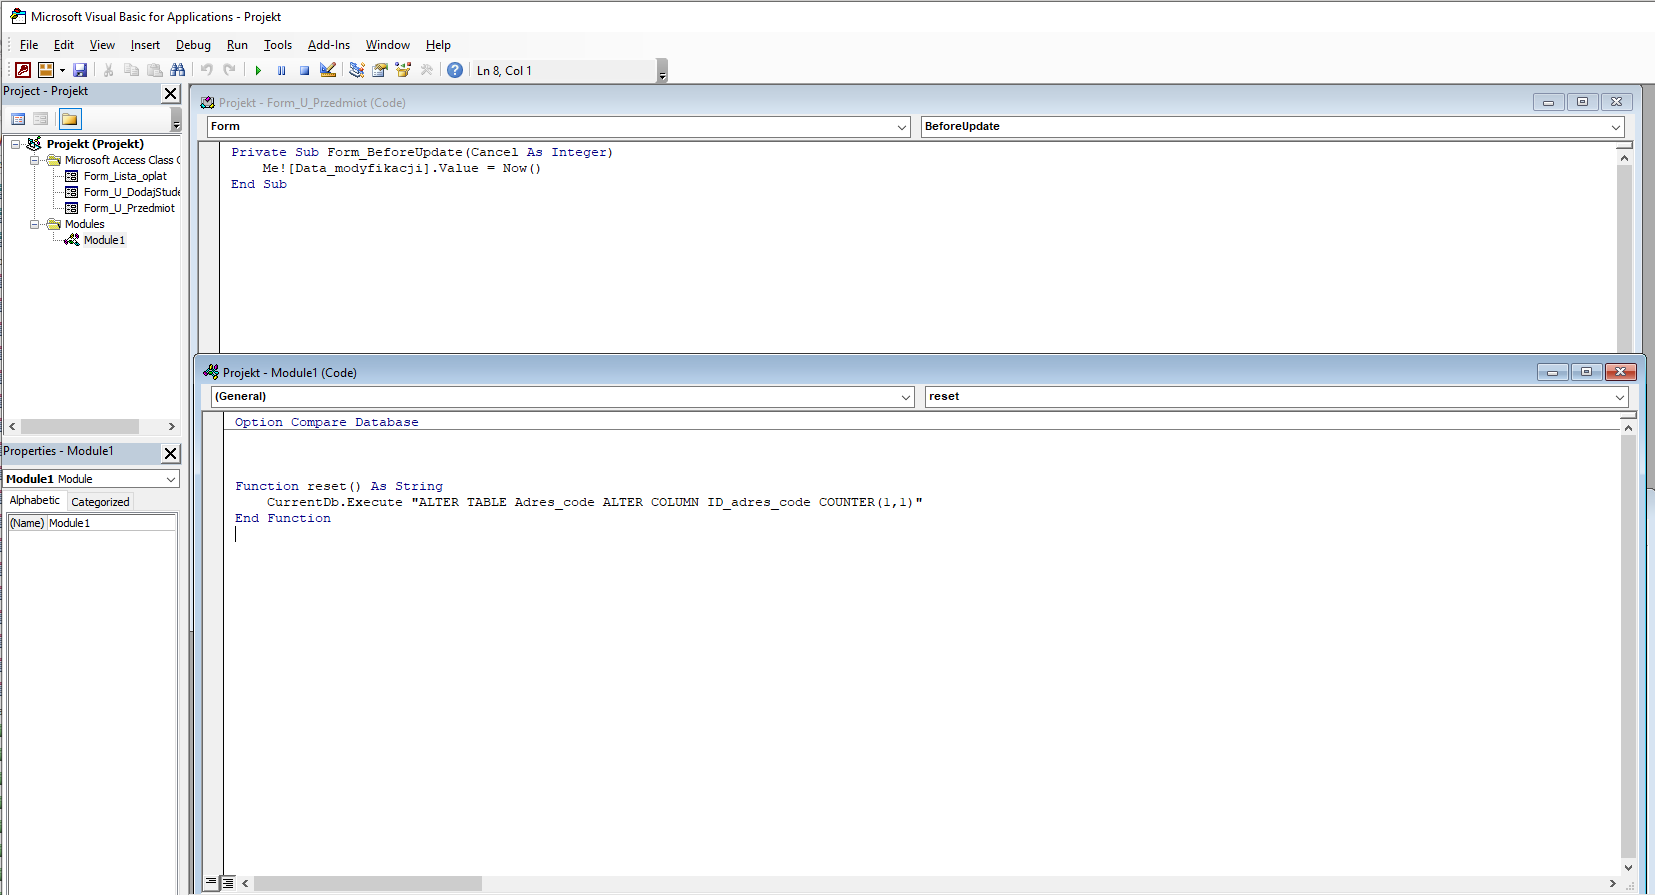 Microsoft Visual Basic for Applications - Projekt
File Edit View Insert Debug Run Tools Add-Ins Window Help
Ln 8, Col 1
Project - Projekt
Projekt (Projekt)
Microsoft Access Class
Form_Lista_oplat
Form_U_DodajStude
Form_U_Przedmiot
Modules
Module1
Properties - Module1
Module1 Module
Alphabetic Categorized
(Name) Module1
Projekt - Form_U_Przedmiot (Code)
Form BeforeUpdate
Private Sub Form_BeforeUpdate(Cancel As Integer)
Me![Data_modyfikacji].Value = Now()
End Sub
Projekt - Module1 (Code)
(General) reset
Option Compare Database
Function reset() As String
CurrentDb.Execute "ALTER TABLE Adres_code ALTER COLUMN ID_adres_code COUNTER(1,1)"
End Function